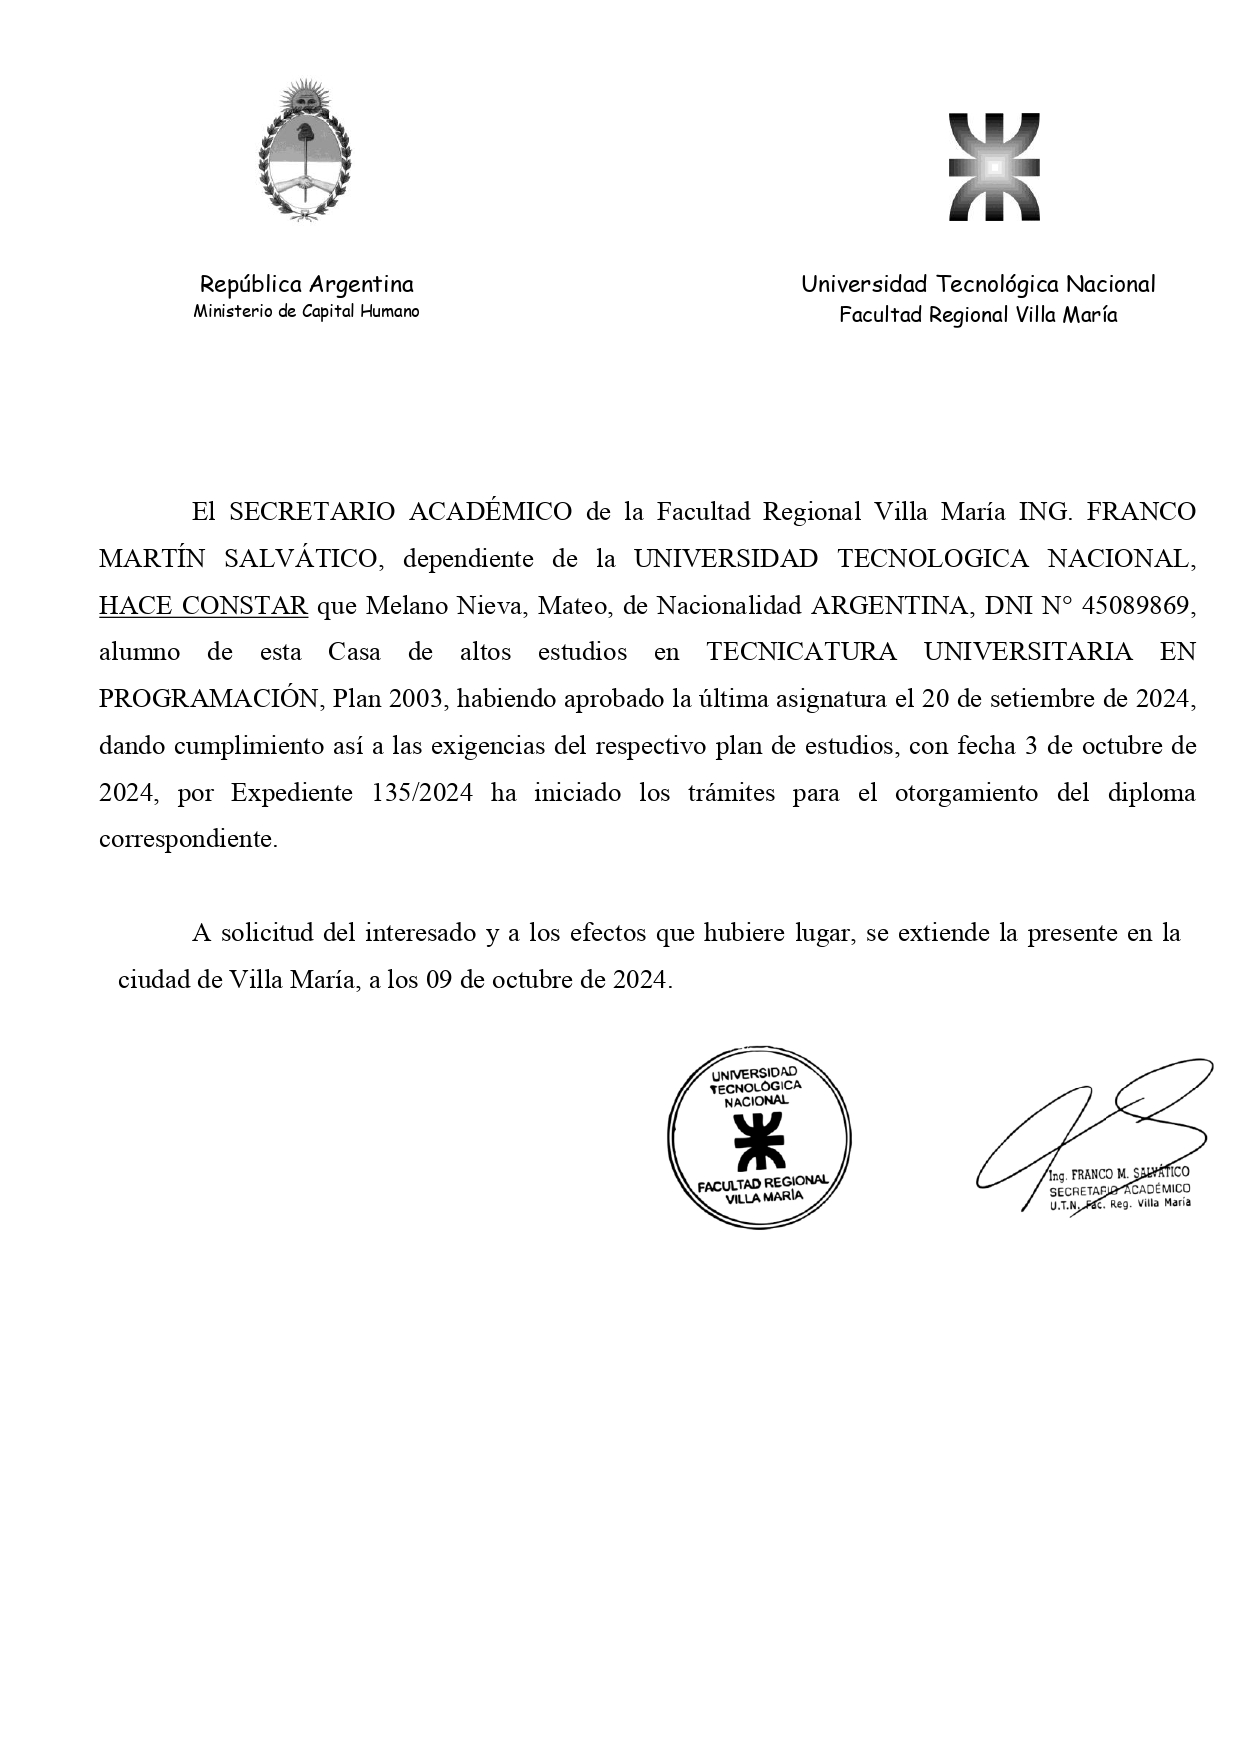 República Argentina
Ministerio de Capital Humano
Universidad Tecnológica Nacional
Facultad Regional Villa María
El SECRETARIO ACADÉMICO de la Facultad Regional Villa María ING. FRANCO
MARTÍN SALVÁTICO, dependiente de la UNIVERSIDAD TECNOLOGICA NACIONAL,
HACE CONSTAR que Melano Nieva, Mateo, de Nacionalidad ARGENTINA, DNI N° 45089869,
alumno de esta Casa de altos estudios en TECNICATURA UNIVERSITARIA EN
PROGRAMACIÓN, Plan 2003, habiendo aprobado la última asignatura el 20 de setiembre de 2024,
dando cumplimiento así a las exigencias del respectivo plan de estudios, con fecha 3 de octubre de
2024, por Expediente 135/2024 ha iniciado los trámites para el otorgamiento del diploma
correspondiente.
A solicitud del interesado y a los efectos que hubiere lugar, se extiende la presente en la
ciudad de Villa María, a los 09 de octubre de 2024.
UNIVERSIDAD
TECNOLÓGICA
NACIONAL
FACULTAD REGIONAL
VILLA MARÍA
Ing. FRANCO M. SALVÁTICO
SECRETARIO ACADÉMICO
U.T.N. Fac. Reg. Villa María